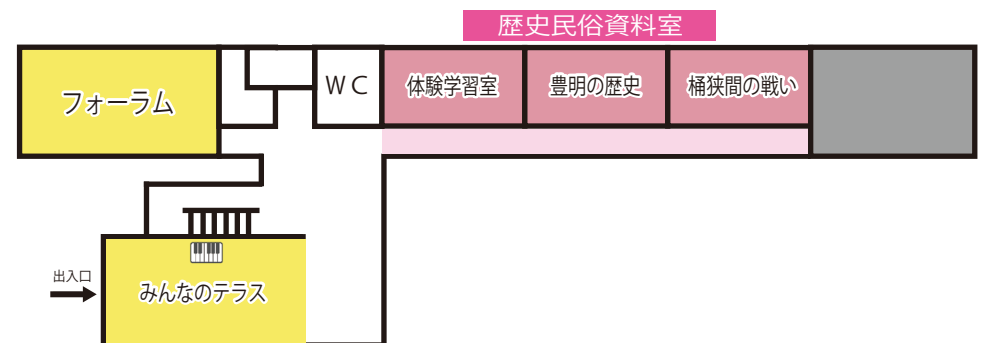 歴史民俗資料室
フォーラム
ＷＣ
体験学習室
豊明の歴史
桶狭間の戦い
出入口
みんなのテラス